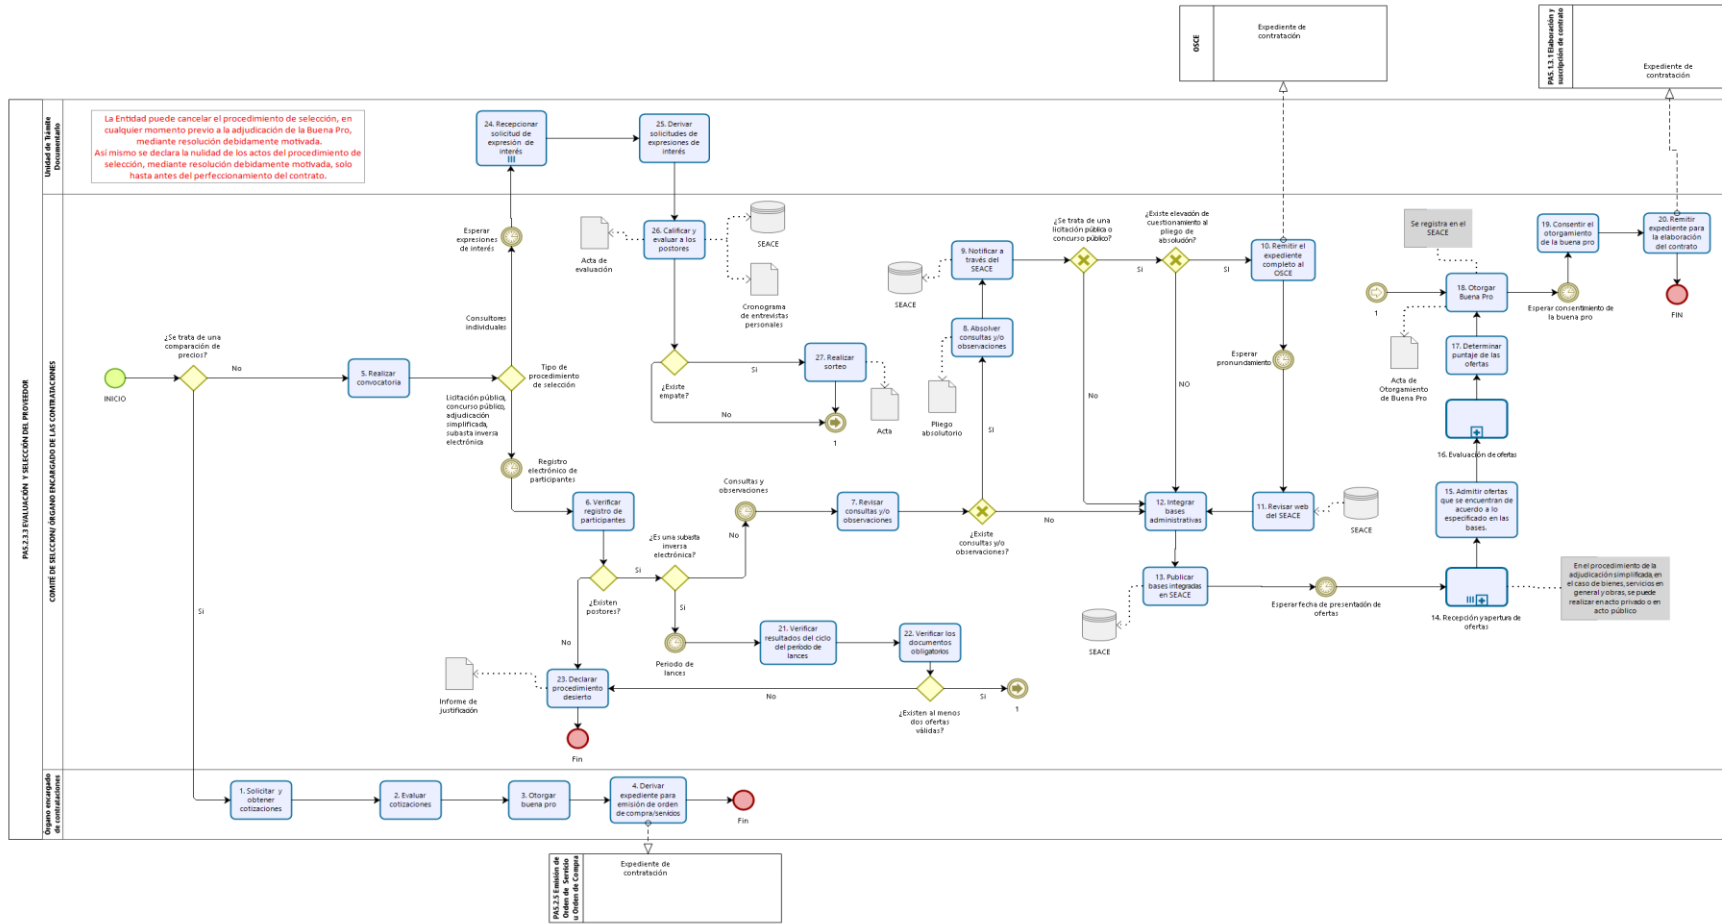 OSCE
Expediente de
contratación
PA5.1.3.1 Elaboración y
suscripción de contrato
Expediente de
contratación
PA5.2.3.3 EVALUACIÓN Y SELECCIÓN DEL PROVEEDOR
Unidad de Trámite
Documentario
La Entidad puede cancelar el procedimiento de selección, en
cualquier momento previo a la adjudicación de la Buena Pro,
mediante resolución debidamente motivada.
Así mismo se declara la nulidad de los actos del procedimiento de
selección, mediante resolución debidamente motivada, solo
hasta antes del perfeccionamiento del contrato.
24. Recepcionar
solicitud de
expresión de
interés
25. Derivar
solicitudes de
expresiones de
interés
COMITÉ DE SELCCIÓN/ ÓRGANO ENCARGADO DE LAS CONTRATACIONES
INICIO
¿Se trata de una
comparación de
precios?
No
Si
5. Realizar
convocatoria
Tipo de
procedimiento
de selección
Consultores
individuales
Esperar
expresiones
de interés
Licitación pública,
concurso público,
adjudicación
simplificada,
subasta inversa
electrónica
Registro
electrónico de
participantes
26. Calificar y
evaluar a los
postores
Acta de
evaluación
SEACE
Cronograma
de entrevistas
personales
¿Existe
empate?
Si
No
27. Realizar
sorteo
Acta
1
6. Verificar
registro de
participantes
¿Existen
postores?
Si
No
¿Es una subasta
inversa
electrónica?
No
Si
Consultas y
observaciones
7. Revisar
consultas y/o
observaciones
¿Existe
consultas y/o
observaciones?
Si
No
8. Absolver
consultas y/o
observaciones
Pliego
absolutorio
9. Notificar a
través del
SEACE
SEACE
¿Se trata de una
licitación pública o
concurso público?
Si
No
¿Existe elevación de
cuestionamiento al
pliego de
absolución?
SI
NO
10. Remitir el
expediente
completo al
OSCE
Esperar
pronunciamiento
11. Revisar web
del SEACE
SEACE
12. Integrar
bases
administrativas
13. Publicar
bases integradas
en SEACE
SEACE
Esperar fecha de presentación de
ofertas
14. Recepción y apertura de
ofertas
En el procedimiento de la
adjudicación simplificada, en
el caso de bienes, servicios en
general y obras, se puede
realizar en acto privado o en
acto público
15. Admitir ofertas
que se encuentran de
acuerdo a lo
especificado en las
bases.
16. Evaluación de ofertas
17. Determinar
puntaje de las
ofertas
18. Otorgar
Buena Pro
1
Se registra en el
SEACE
Acta de
Otorgamiento
de Buena Pro
Esperar consentimiento de
la buena pro
19. Consentir el
otorgamiento
de la buena pro
20. Remitir
expediente para
la elaboración
del contrato
FIN
Periodo de
lances
21. Verificar
resultados del ciclo
del período de
lances
22. Verificar los
documentos
obligatorios
¿Existen al menos
dos ofertas
válidas?
No
Si
1
23. Declarar
procedimiento
desierto
Informe de
justificación
Fin
Órgano encargado
de contrataciones
1. Solicitar y
obtener
cotizaciones
2. Evaluar
cotizaciones
3. Otorgar
buena pro
4. Derivar
expediente para
emisión de orden
de compra/servicios
Fin
PA5.2.5 Emisión de
Orden de Servicio
u Orden de Compra
Expediente de
contratación